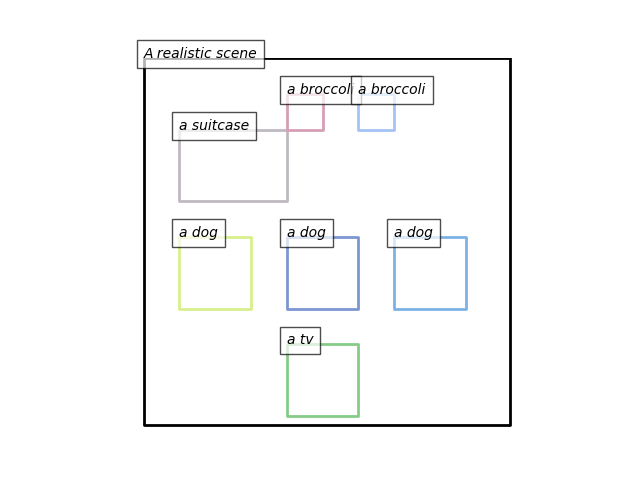 A realistic scene
a broccoli
a broccoli
a suitcase
a dog
a dog
a dog
a tv